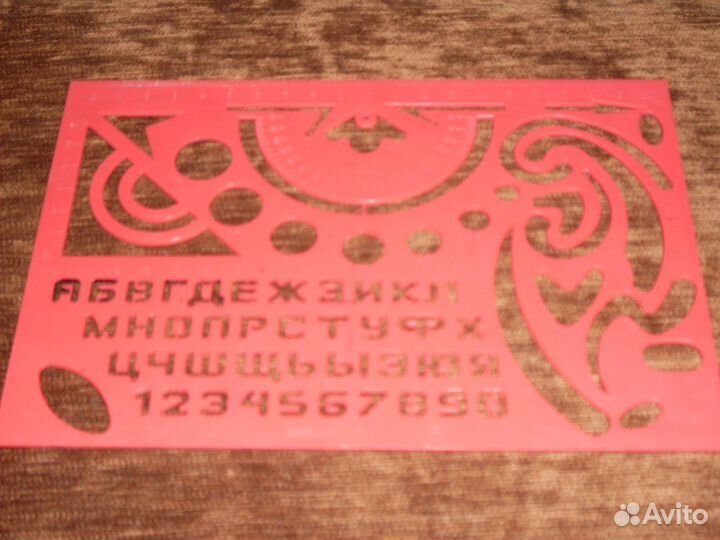 АБВГДЕЖЗИКЛ
МНОПРСТУФХ
ЦЧШЩЬЫЭЮЯ
1234567890
Avito